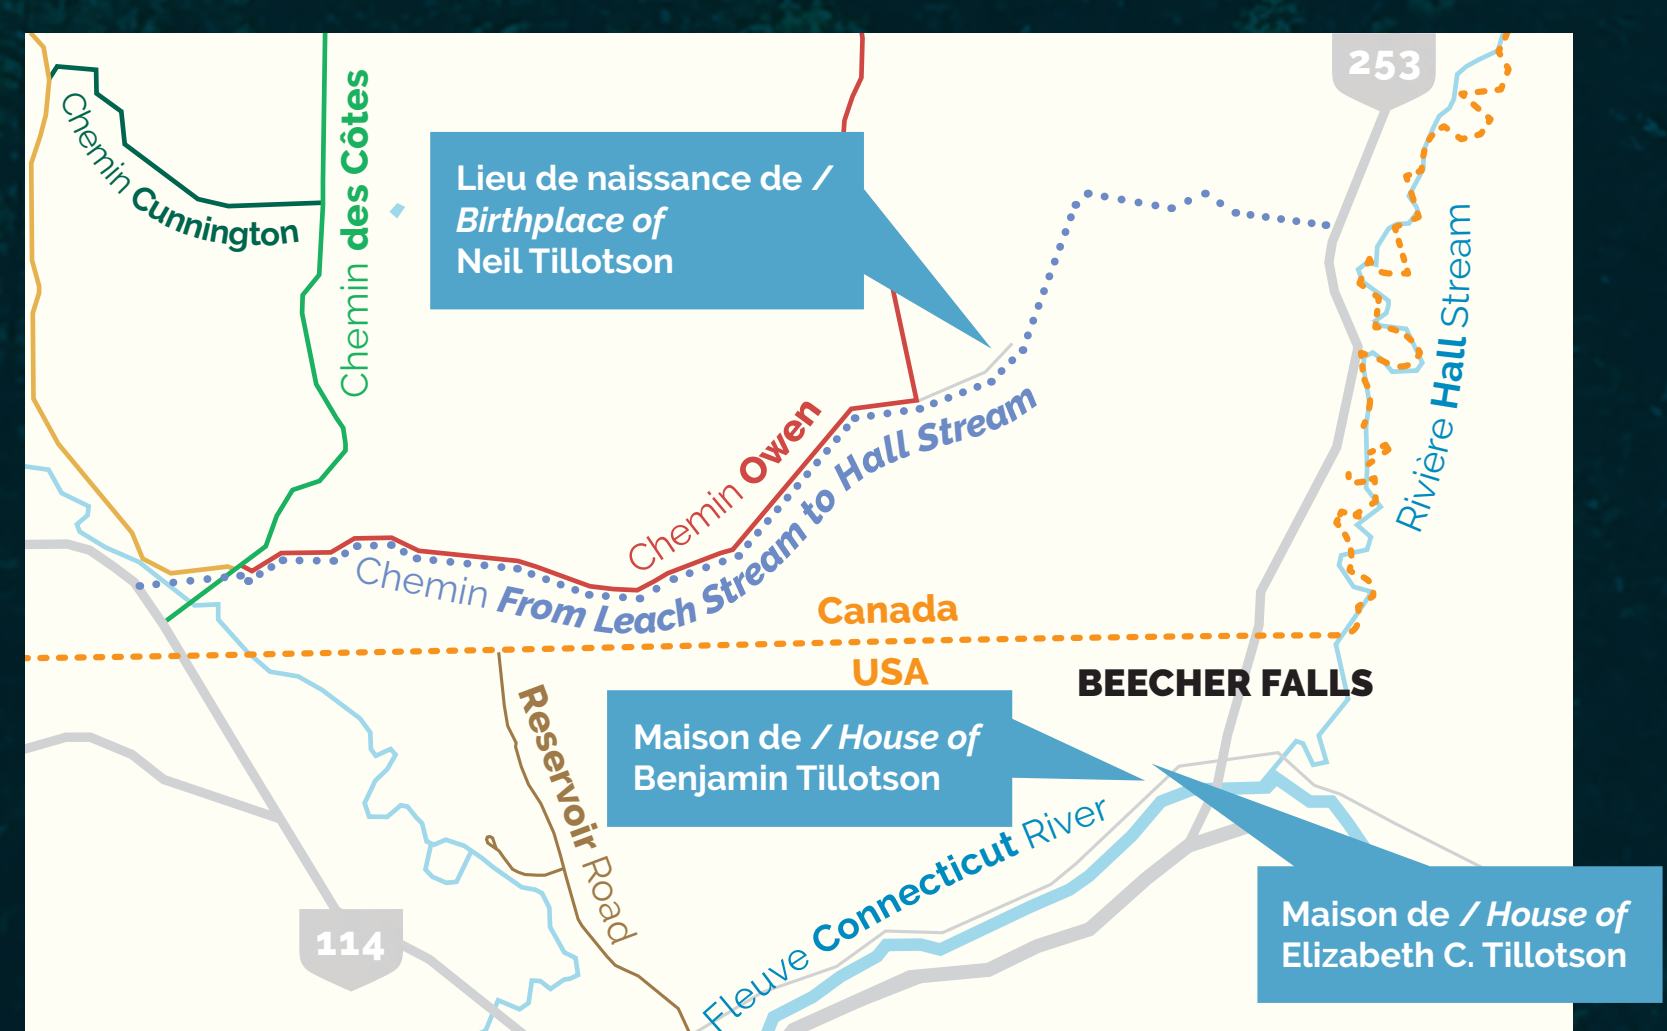 253
Chemin Cunnington
Chemin des Côtes
Lieu de naissance de /
Birthplace of
Neil Tillotson
Rivière Hall Stream
Chemin Owen
Chemin From Leach Stream to Hall Stream
Canada
USA
BEECHER FALLS
Reservoir Road
Maison de / House of
Benjamin Tillotson
Fleuve Connecticut River
Maison de / House of
Elizabeth C. Tillotson
114